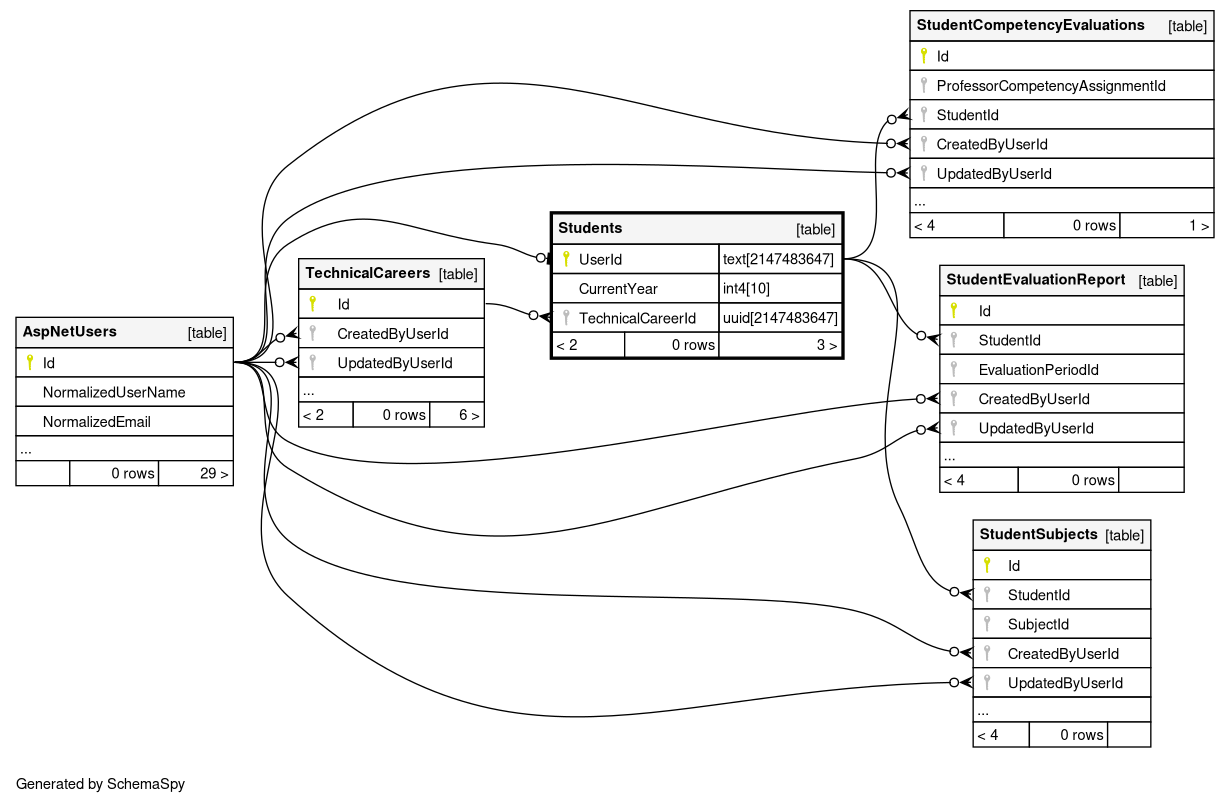 StudentCompetencyEvaluations [table]
Id
ProfessorCompetencyAssignmentId
StudentId
CreatedByUserId
UpdatedByUserId
...
< 4 0 rows 1 >
Students [table]
UserId text[2147483647]
CurrentYear int4[10]
TechnicalCareerId uuid[2147483647]
< 2 0 rows 3 >
TechnicalCareers [table]
Id
CreatedByUserId
UpdatedByUserId
...
< 2 0 rows 6 >
AspNetUsers [table]
Id
NormalizedUserName
NormalizedEmail
...
0 rows 29 >
StudentEvaluationReport [table]
Id
StudentId
EvaluationPeriodId
CreatedByUserId
UpdatedByUserId
...
< 4 0 rows
StudentSubjects [table]
Id
StudentId
SubjectId
CreatedByUserId
UpdatedByUserId
...
< 4 0 rows
Generated by SchemaSpy